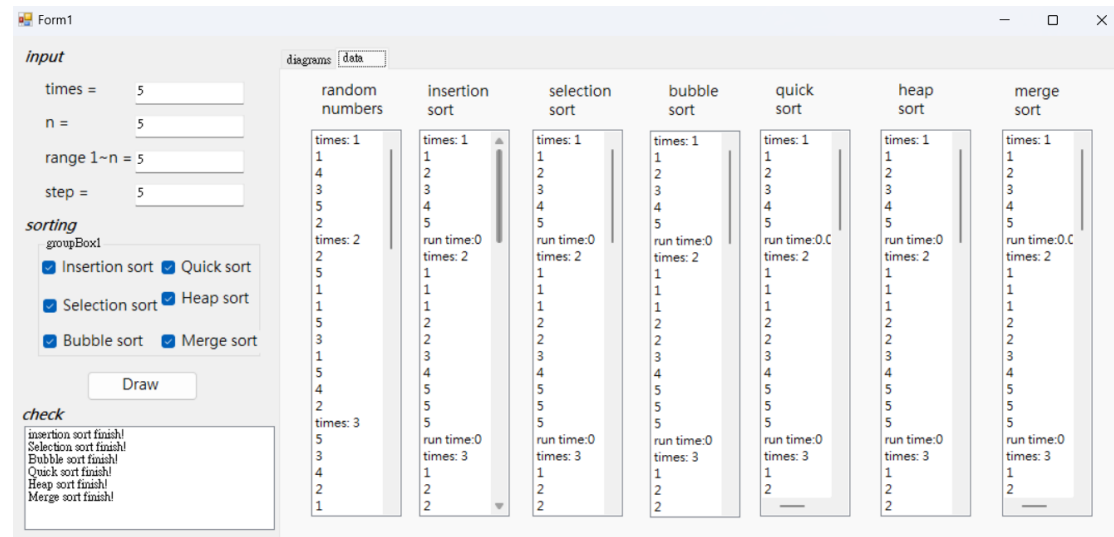 Form1
input
times =
5
n =
5
range 1~n =
5
step =
5
sorting
groupBox1
Insertion sort
Quick sort
Selection sort
Heap sort
Bubble sort
Merge sort
Draw
check
insertion sort finish!
Selection sort finish!
Bubble sort finish!
Quick sort finish!
Heap sort finish!
Merge sort finish!
diagrams
data
random
numbers
times: 1
1
4
3
5
2
times: 2
2
5
1
1
5
3
1
5
4
2
times: 3
5
3
4
2
1
insertion
sort
times: 1
1
2
3
4
5
run time:0
times: 2
1
1
1
2
2
3
4
5
5
5
run time:0
times: 3
1
2
2
selection
sort
times: 1
1
2
3
4
5
run time:0
times: 2
1
1
1
2
2
3
4
5
5
5
run time:0
times: 3
1
2
2
bubble
sort
times: 1
1
2
3
4
5
run time:0
times: 2
1
1
1
2
2
3
4
5
5
5
run time:0
times: 3
1
2
2
quick
sort
times: 1
1
2
3
4
5
run time:0.0
times: 2
1
1
1
2
2
3
4
5
5
5
run time:0
times: 3
1
2
heap
sort
times: 1
1
2
3
4
5
run time:0
times: 2
1
1
1
2
2
3
4
5
5
5
run time:0
times: 3
1
2
2
merge
sort
times: 1
1
2
3
4
5
run time:0.0
times: 2
1
1
1
2
2
3
4
5
5
5
run time:0
times: 3
1
2